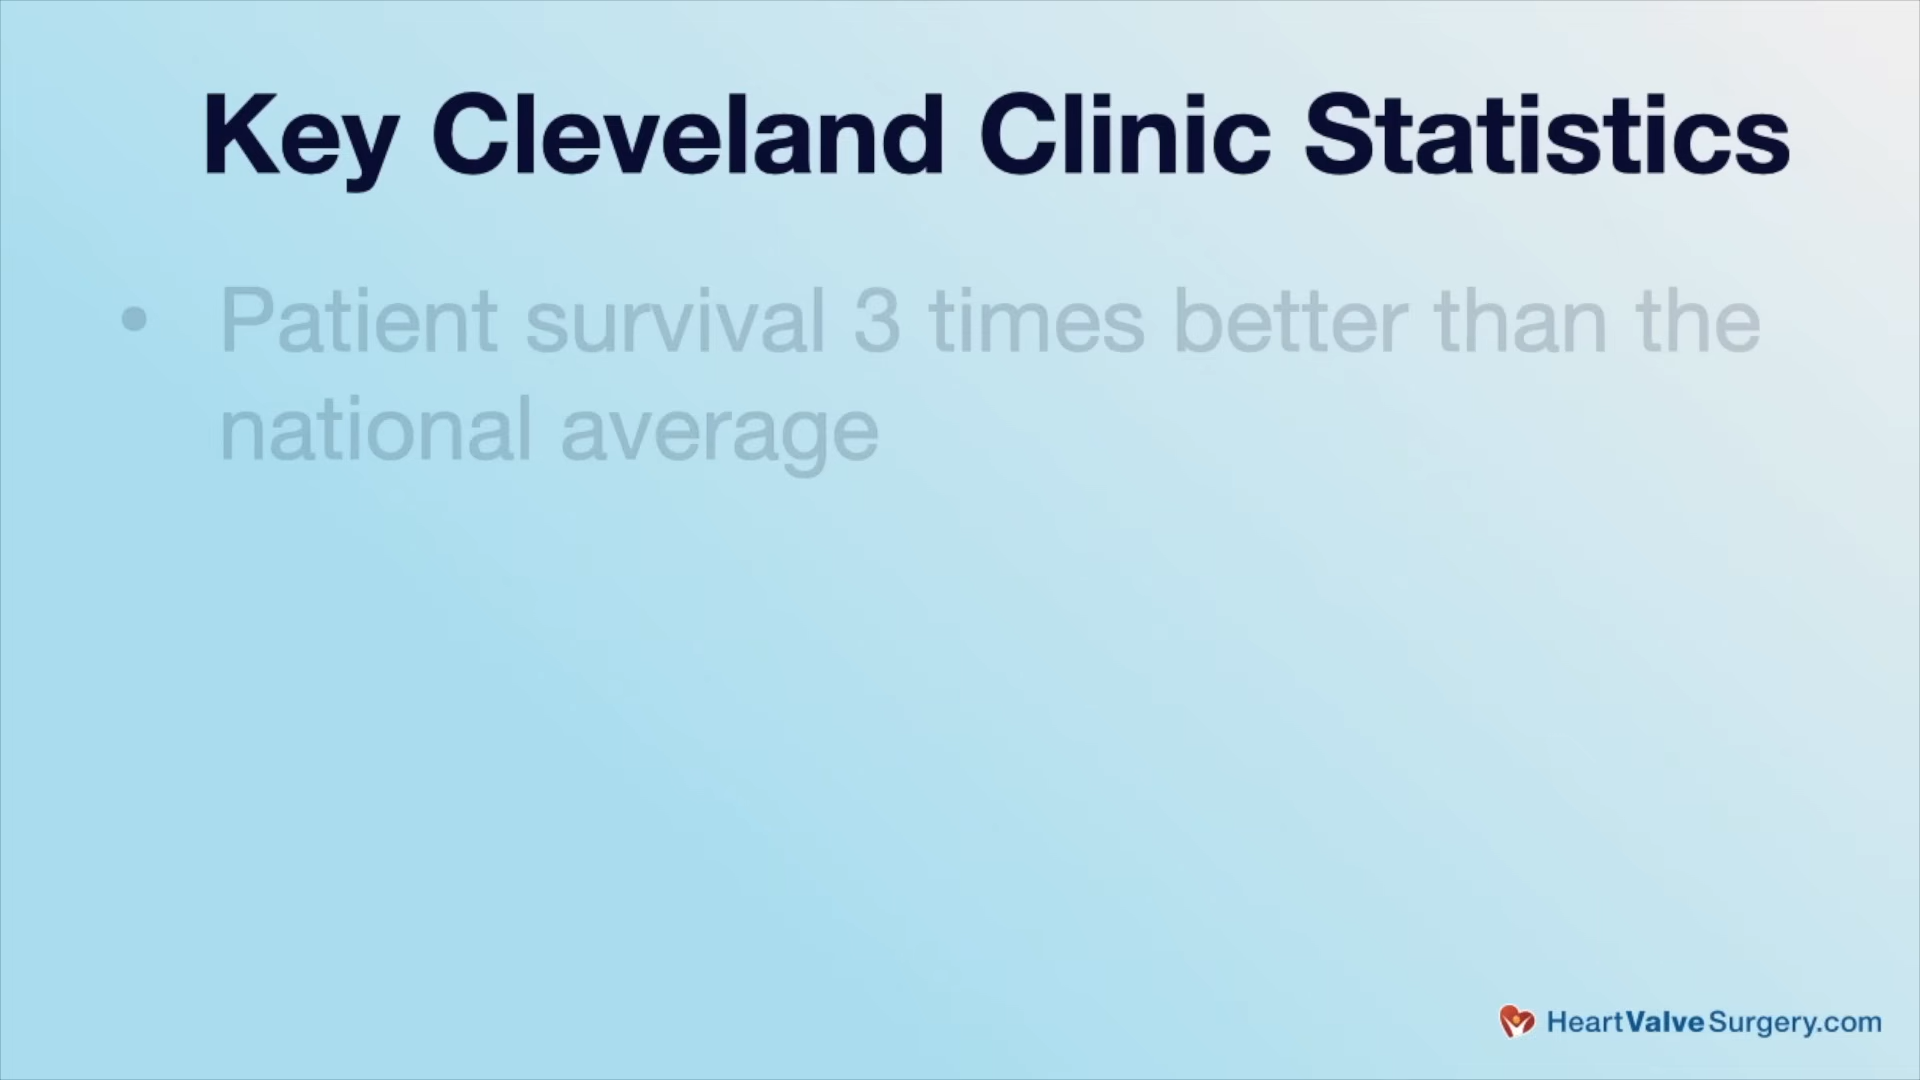 Key Cleveland Clinic Statistics
• Patient survival 3 times better than the
national average
HeartValveSurgery.com